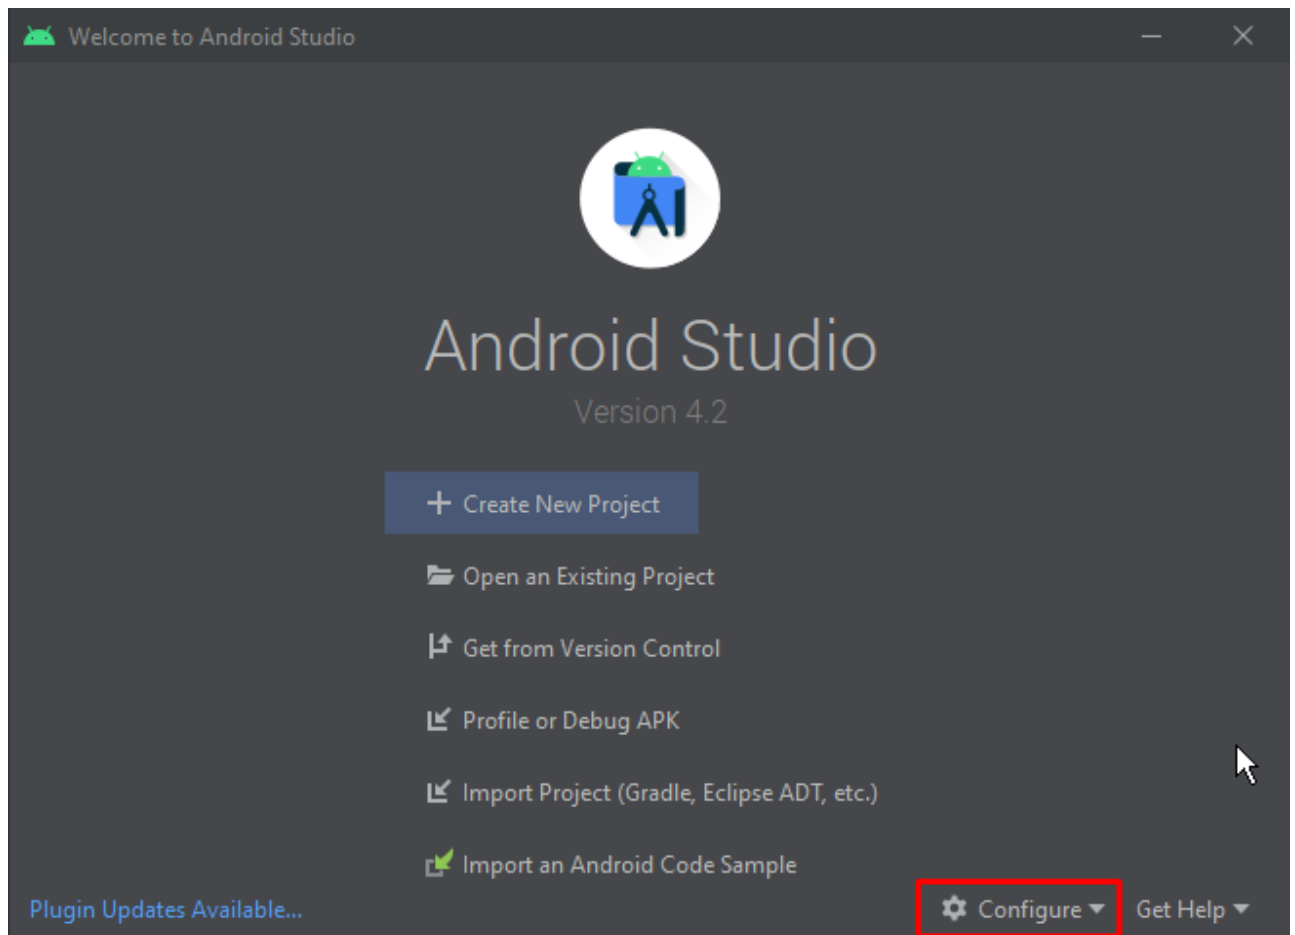 Welcome to Android Studio
Android Studio
Version 4.2
Create New Project
Open an Existing Project
Get from Version Control
Profile or Debug APK
Import Project (Gradle, Eclipse ADT, etc.)
Import an Android Code Sample
Plugin Updates Available... Configure Get Help